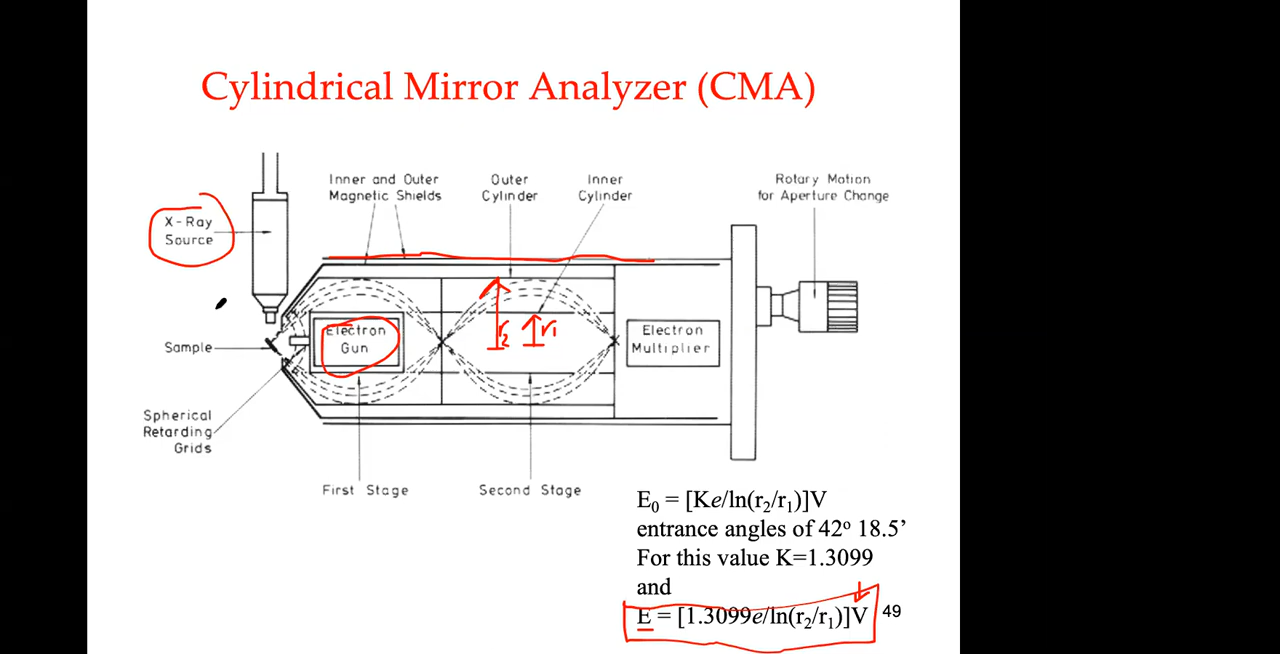 Cylindrical Mirror Analyzer (CMA)
Inner and Outer
Magnetic Shields
Outer
Cylinder
Inner
Cylinder
Rotary Motion
for Aperture Change
X-Ray
Source
r2
r1
Electron
Gun
Electron
Multiplier
Sample
Spherical
Retarding
Grids
First Stage
Second Stage
E₀ = [Ke/ln(r₂/r₁)]V
entrance angles of 42º 18.5’
For this value K=1.3099
and
E = [1.3099e/ln(r₂/r₁)]V
49